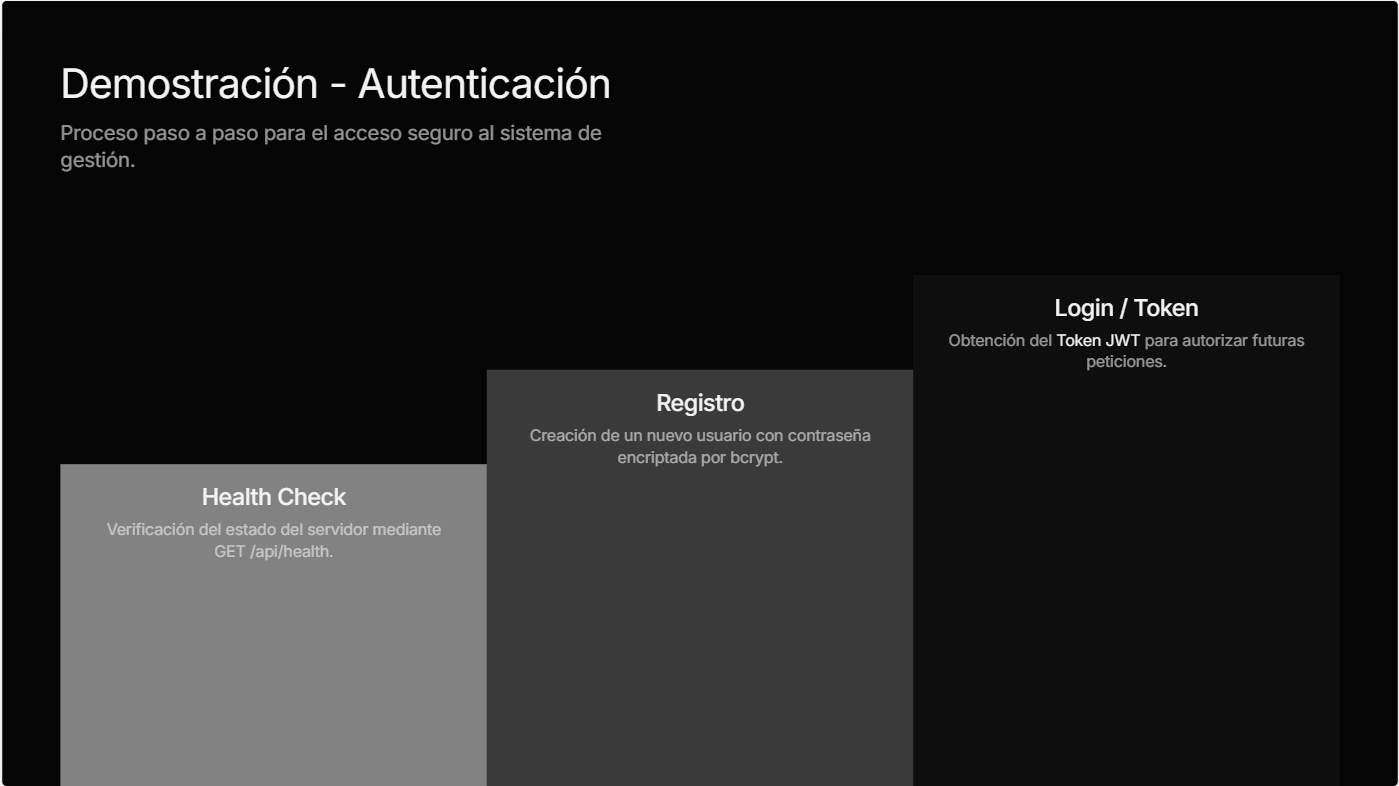 Demostración - Autenticación
Proceso paso a paso para el acceso seguro al sistema de
gestión.
Health Check
Verificación del estado del servidor mediante
GET /api/health.
Registro
Creación de un nuevo usuario con contraseña
encriptada por bcrypt.
Login / Token
Obtención del Token JWT para autorizar futuras
peticiones.